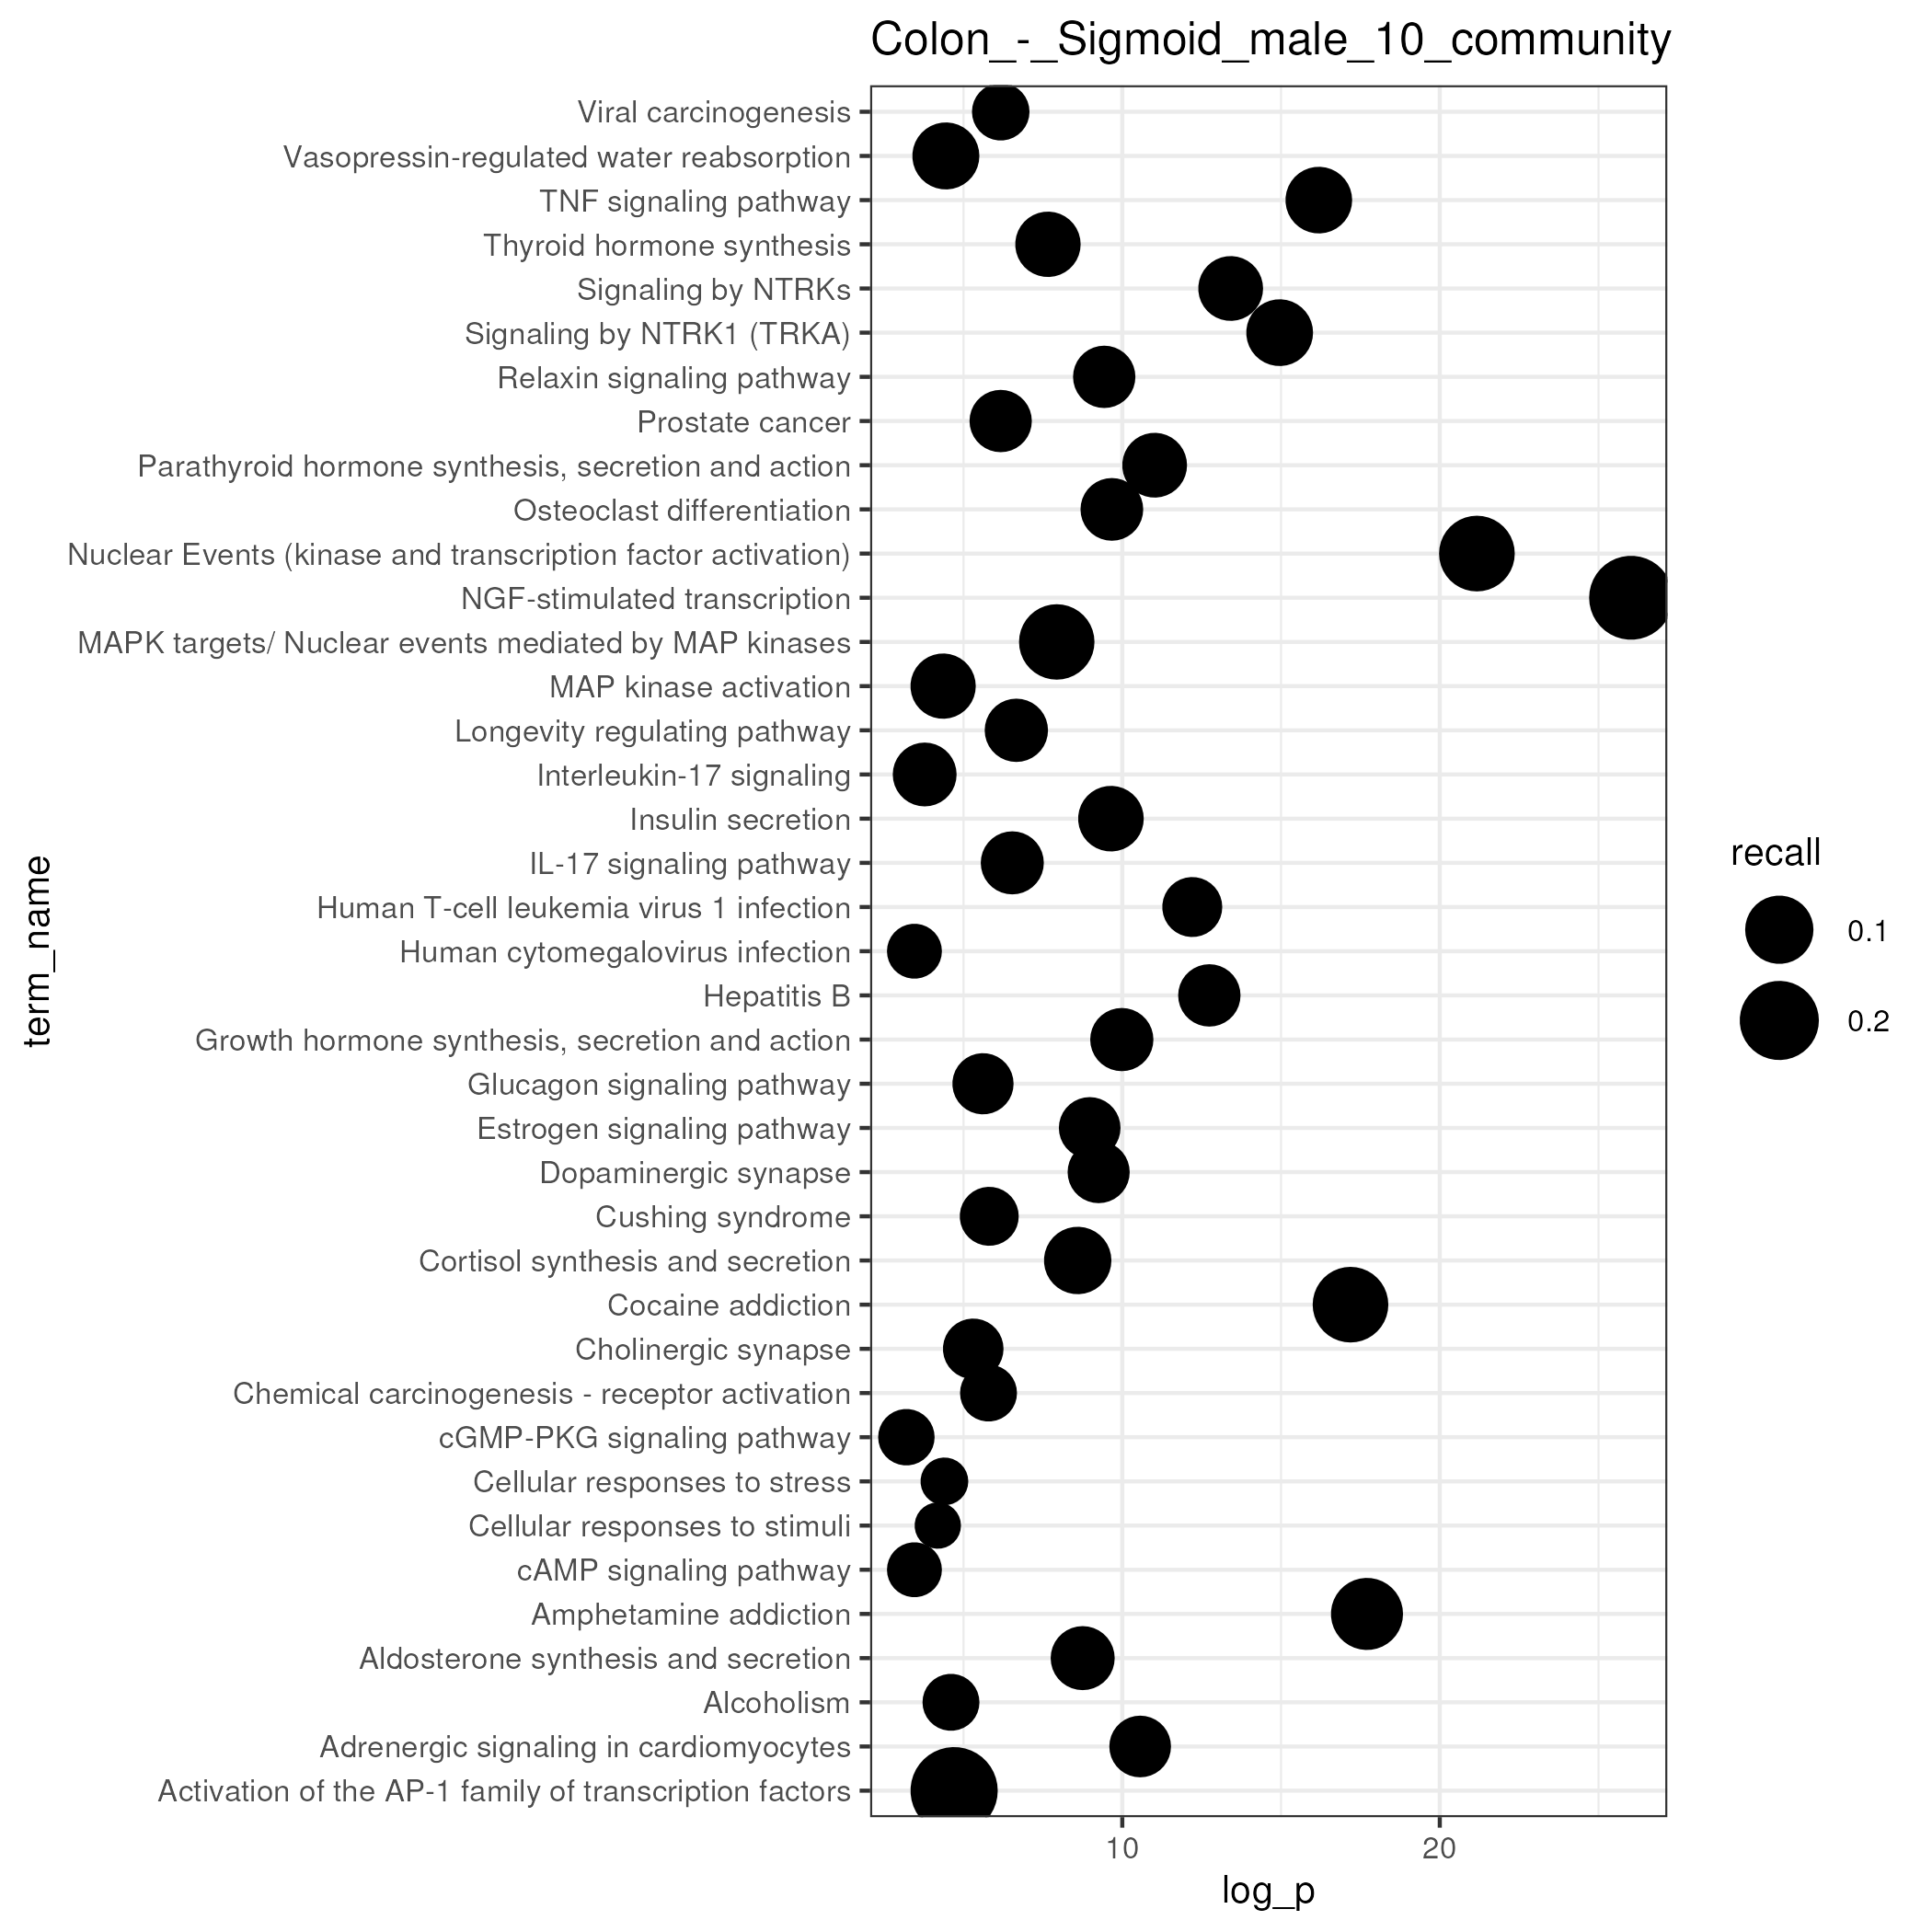 Colon_-_Sigmoid_male_10_community
Viral carcinogenesis
Vasopressin-regulated water reabsorption
TNF signaling pathway
Thyroid hormone synthesis
Signaling by NTRKs
Signaling by NTRK1 (TRKA)
Relaxin signaling pathway
Prostate cancer
Parathyroid hormone synthesis, secretion and action
Osteoclast differentiation
Nuclear Events (kinase and transcription factor activation)
NGF-stimulated transcription
MAPK targets/ Nuclear events mediated by MAP kinases
MAP kinase activation
Longevity regulating pathway
Interleukin-17 signaling
Insulin secretion
IL-17 signaling pathway
Human T-cell leukemia virus 1 infection
Human cytomegalovirus infection
Hepatitis B
Growth hormone synthesis, secretion and action
Glucagon signaling pathway
Estrogen signaling pathway
Dopaminergic synapse
Cushing syndrome
Cortisol synthesis and secretion
Cocaine addiction
Cholinergic synapse
Chemical carcinogenesis - receptor activation
cGMP-PKG signaling pathway
Cellular responses to stress
Cellular responses to stimuli
cAMP signaling pathway
Amphetamine addiction
Aldosterone synthesis and secretion
Alcoholism
Adrenergic signaling in cardiomyocytes
Activation of the AP-1 family of transcription factors
term_name
10
20
log_p
recall
0.1
0.2